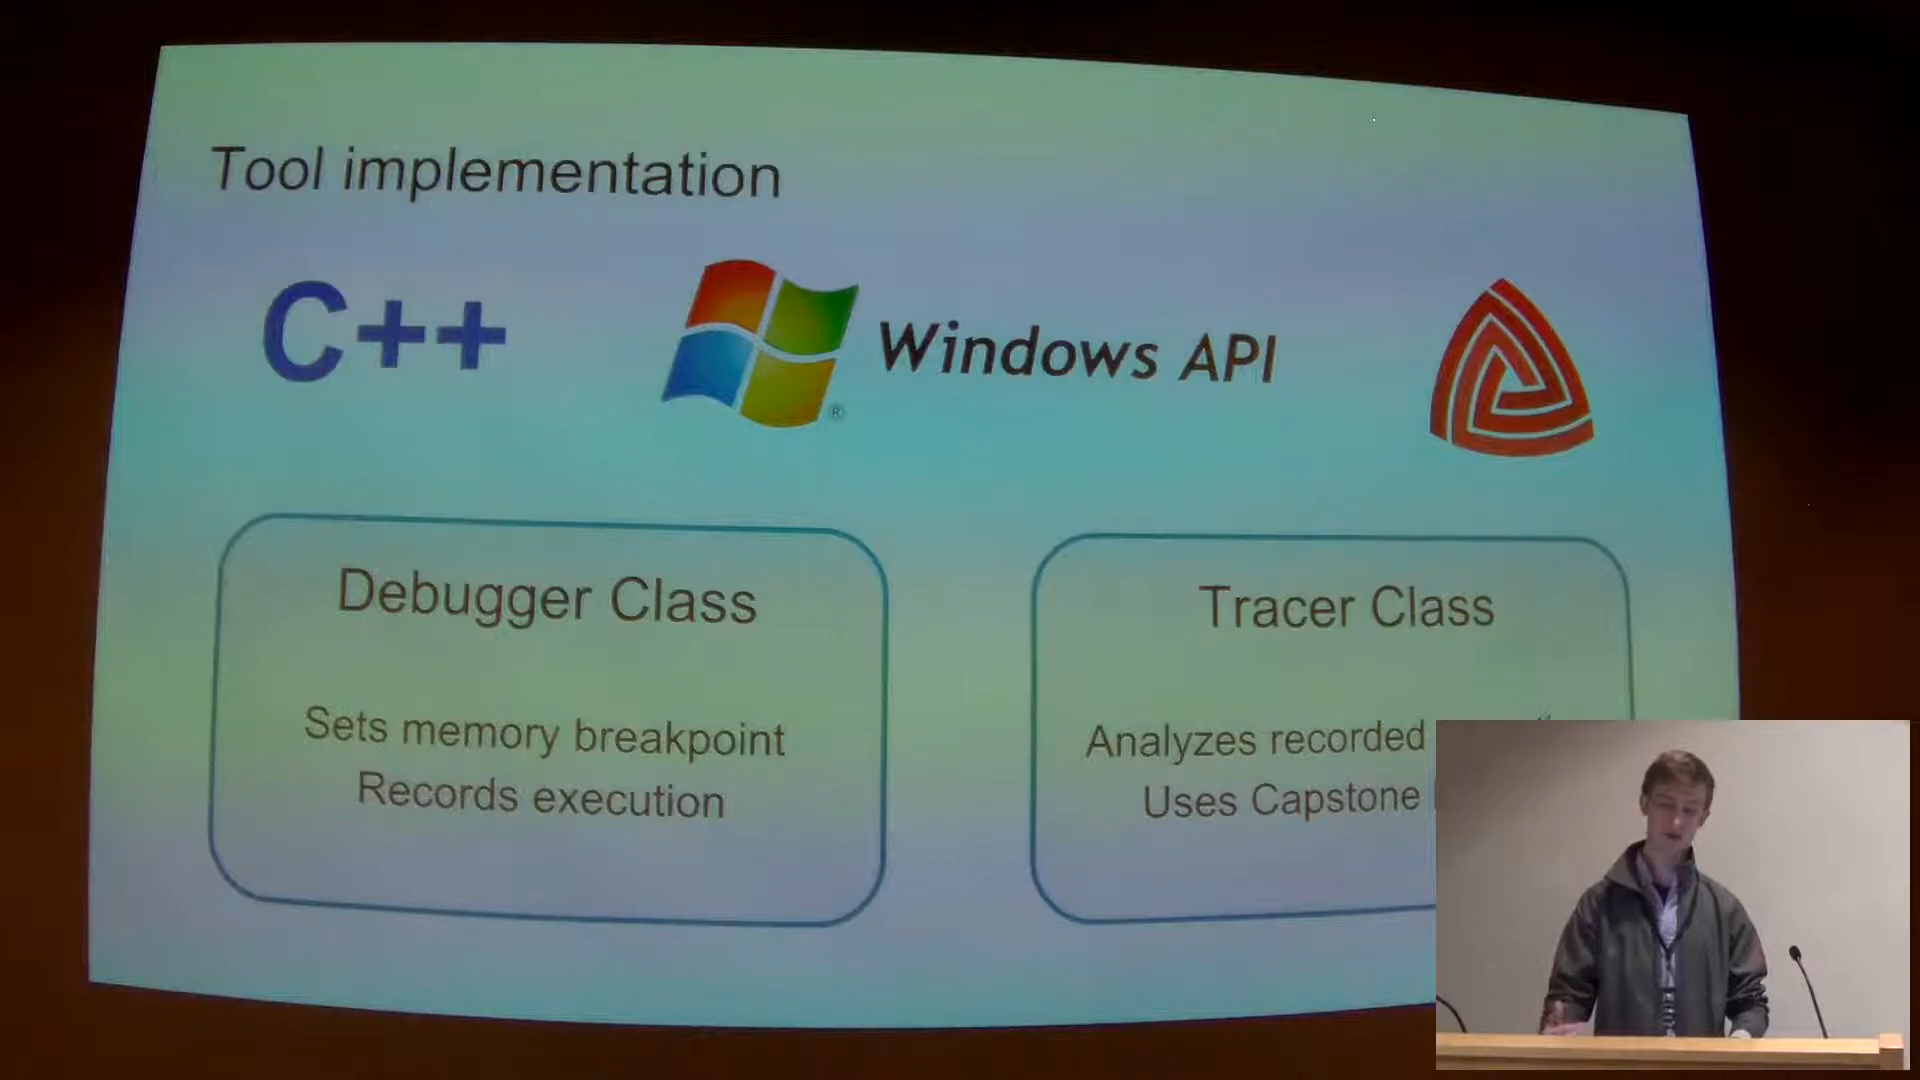 Tool implementation
C++
Windows API
®
Debugger Class
Sets memory breakpoint
Records execution
Tracer Class
Analyzes recorded
Uses Capstone